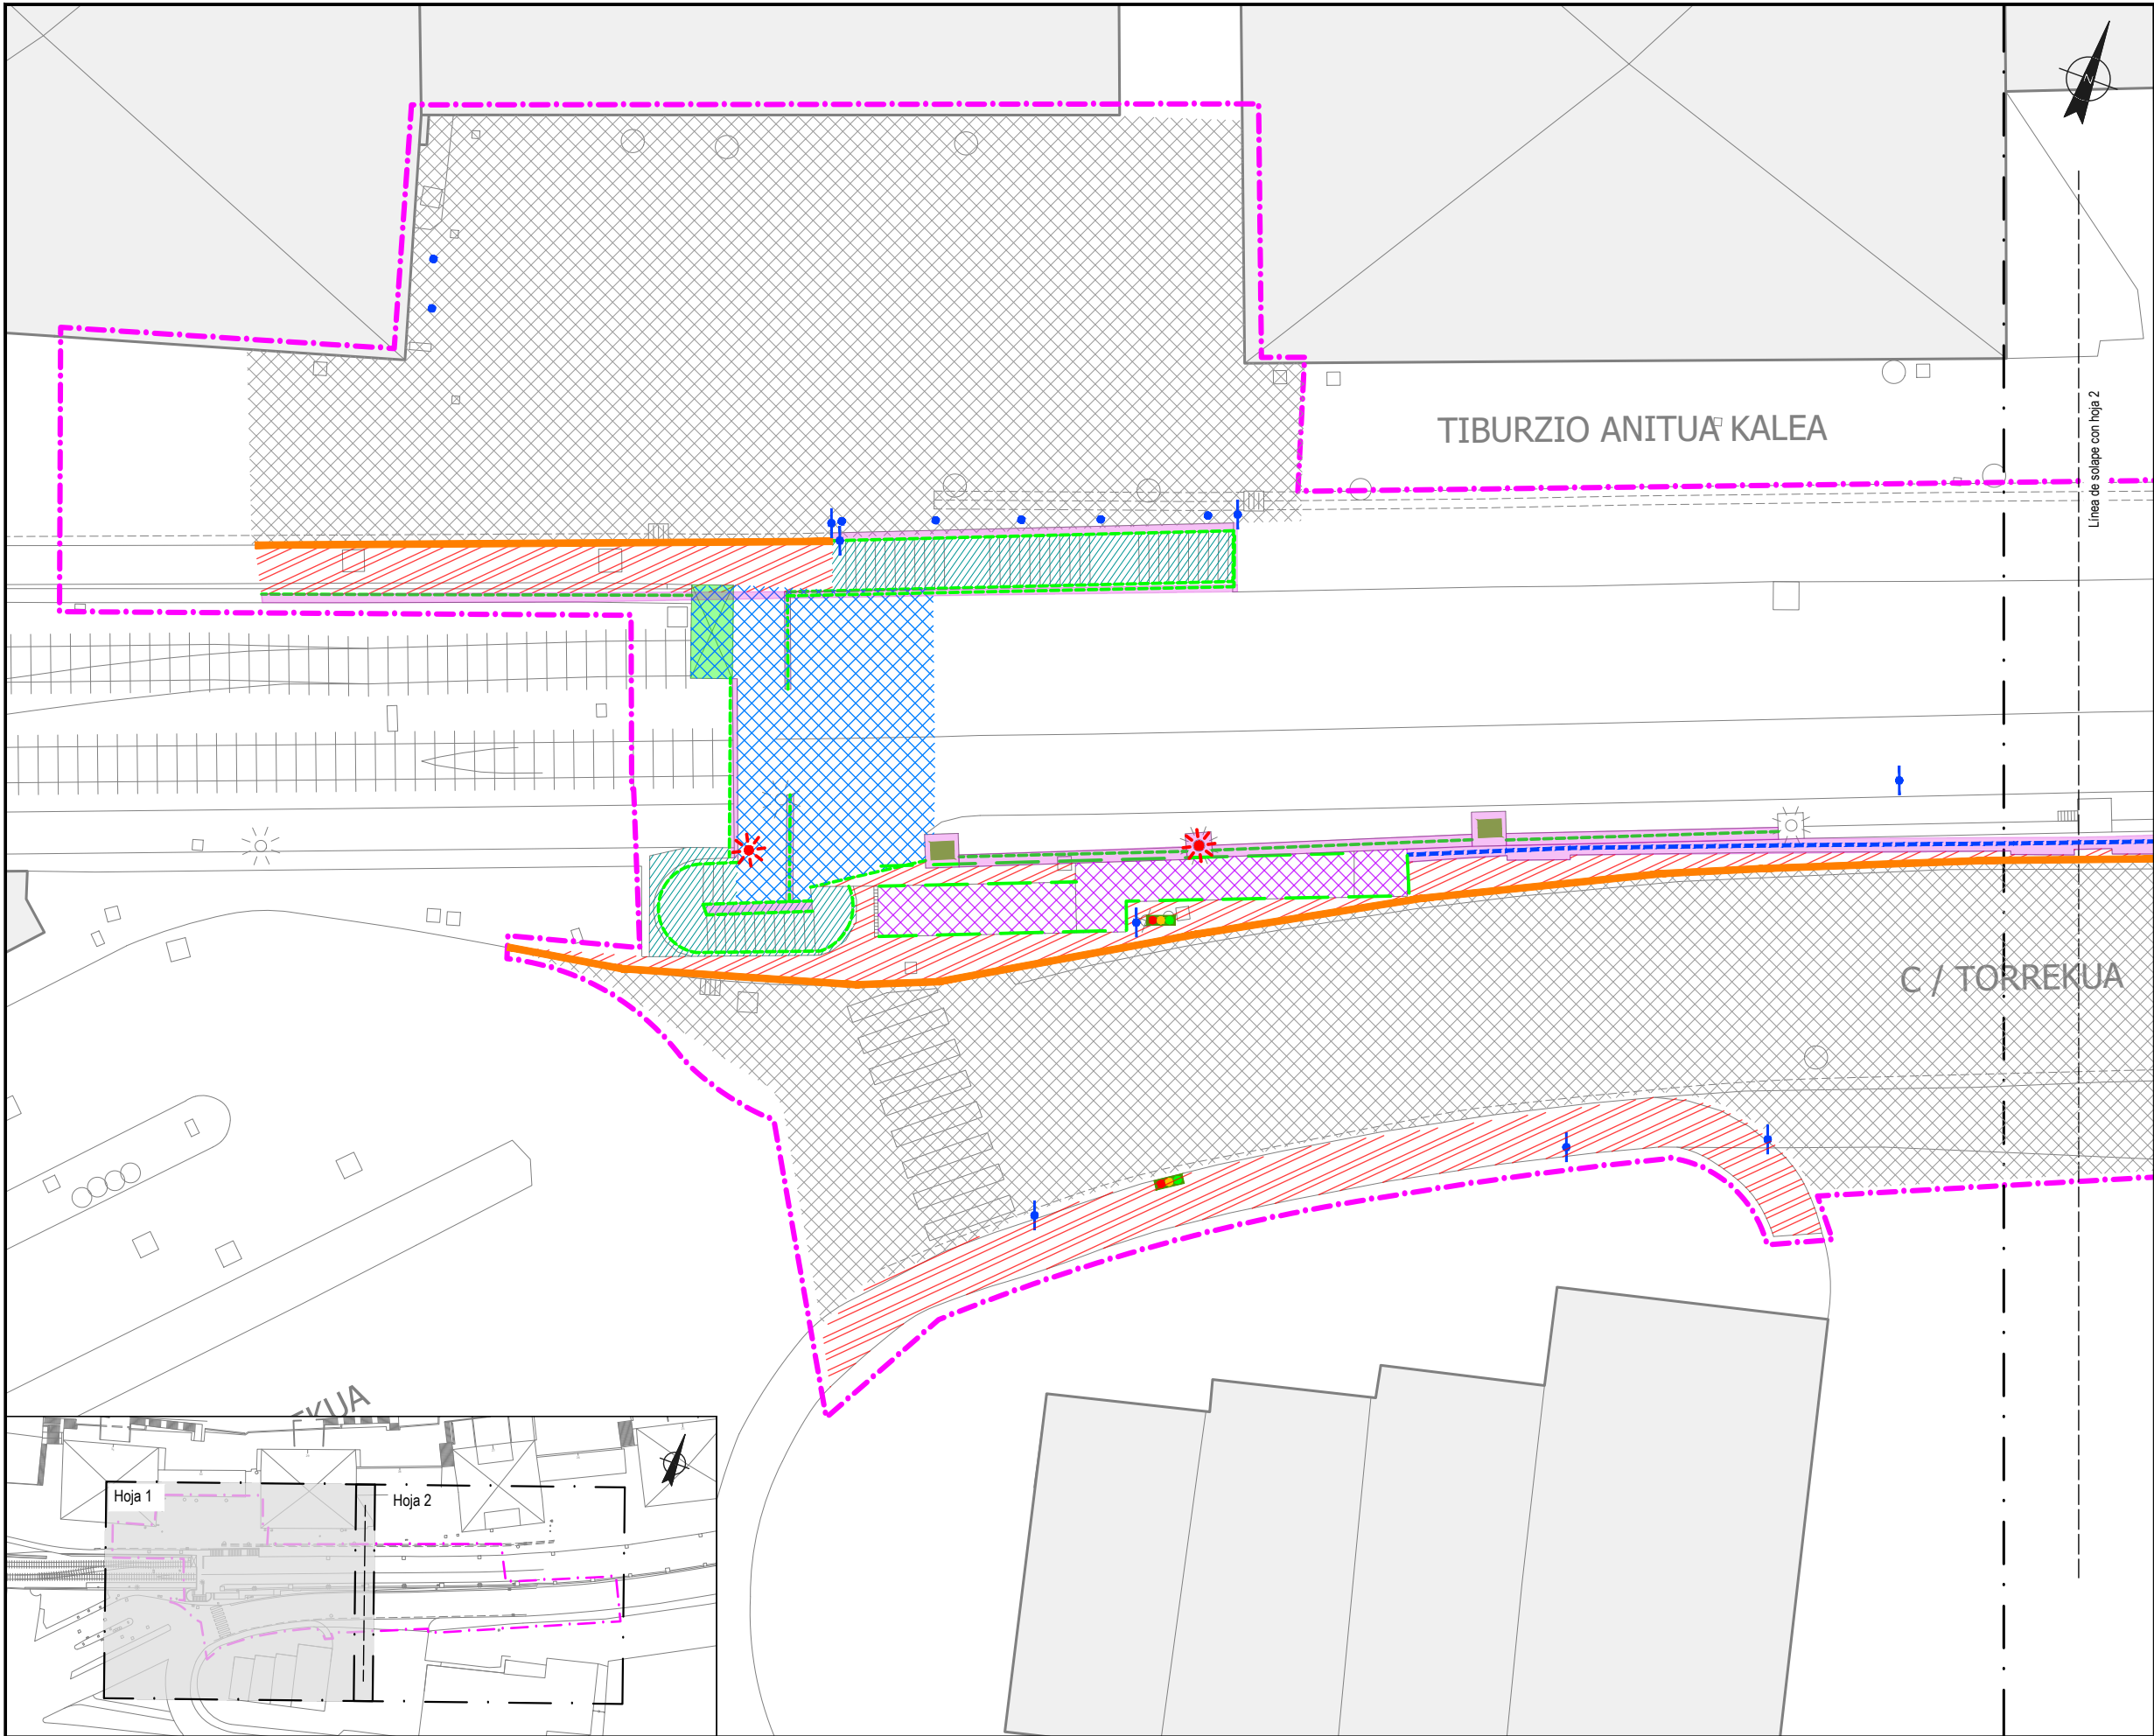 N
TIBURZIO ANITUA KALEA
Línea de solape con hoja 2
C / TORREKUA
Hoja 1
Hoja 2